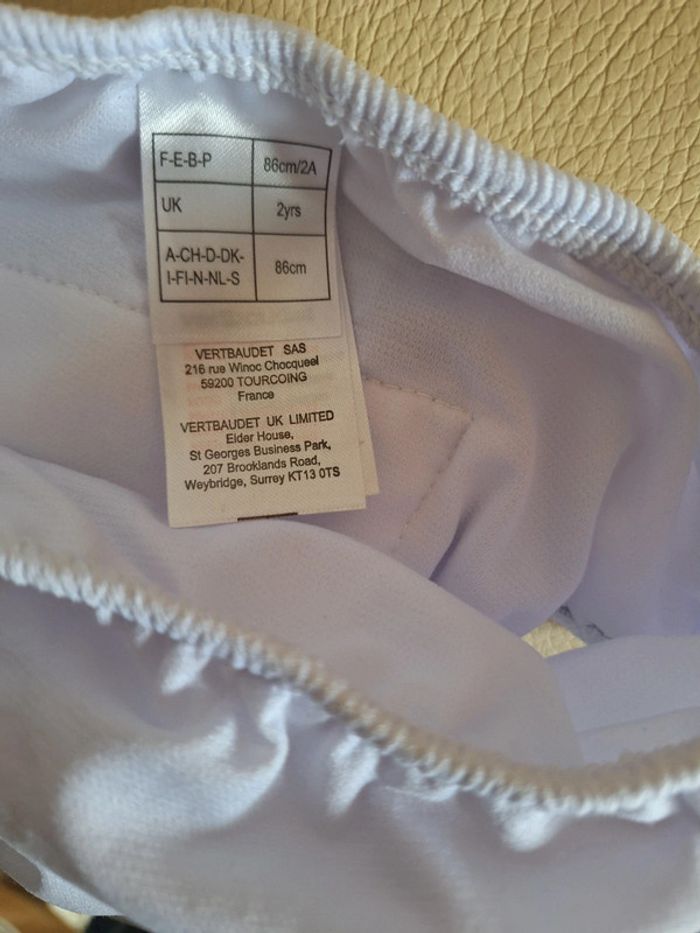 F-E-B-P 86cm/2A
UK 2yrs
A-CH-D-DK-
I-FI-N-NL-S 86cm
VERTBAUDET SAS
216 rue Winoc Chocqueel
59200 TOURCOING
France
VERTBAUDET UK LIMITED
Elder House,
St Georges Business Park,
207 Brooklands Road,
Weybridge, Surrey KT13 0TS